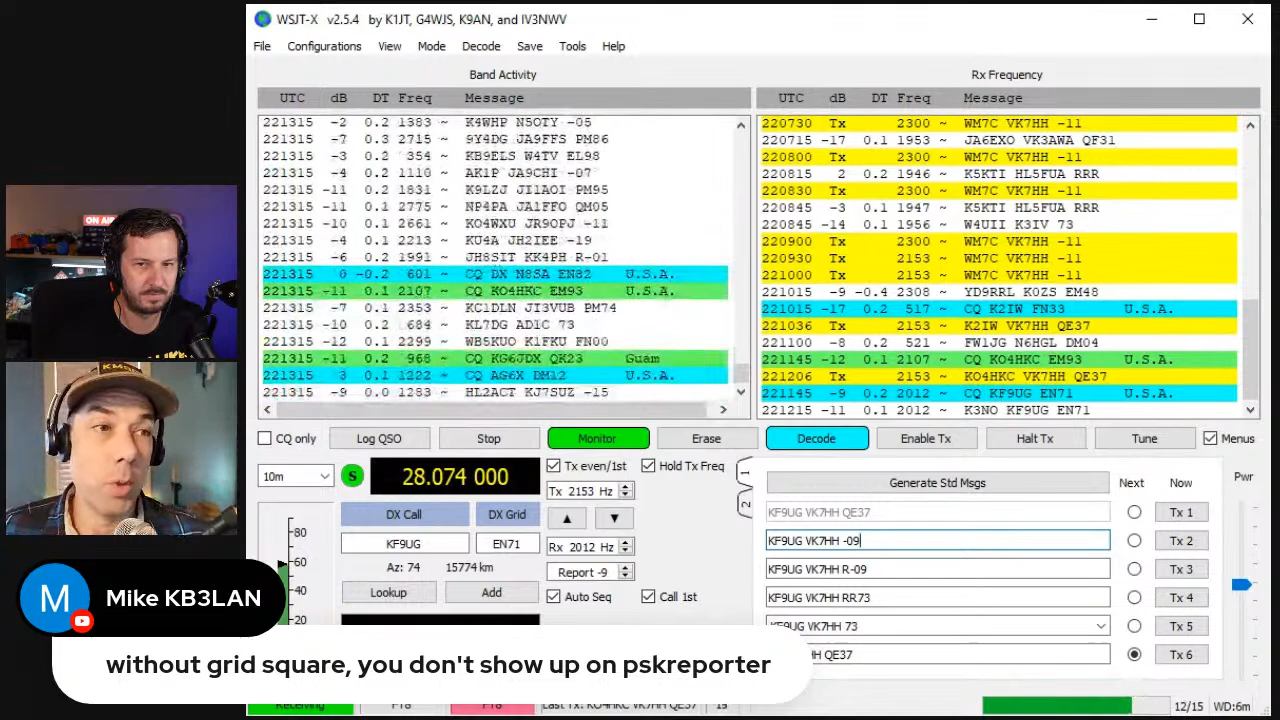 WSJT-X v2.5.4 by K1JT, G4WJS, K9AN, and IV3NWV
File Configurations View Mode Decode Save Tools Help
Band Activity
UTC dB DT Freq Message
221315 -2 0.2 1383 ~ K4WHP N5OTY -05
221315 -7 0.3 2715 ~ 9Y4DG JA9FFS PM86
221315 -3 0.2 354 ~ KB9ELS W4TV EL98
221315 -4 0.2 1110 ~ AK1P JA9CHI -07
221315 -11 0.2 1831 ~ K9LZJ JI1AOI PM95
221315 -11 0.1 2775 ~ NP4PA JA1FFO QM05
221315 -10 0.2 2661 ~ KO4WXU JR9OPJ -11
221315 -4 0.1 2213 ~ KU4A JH2IEE -19
221315 -6 0.2 1991 ~ JH8SIT KK4PH R-01
221315 0 -0.2 601 ~ CQ DX N8SA EN82 U.S.A.
221315 -11 0.1 2107 ~ CQ KO4HKC EM93 U.S.A.
221315 -7 0.1 2353 ~ KC1DLN JI3VUB PM74
221315 -10 0.2 684 ~ KL7DG AD1C 73
221315 -12 0.1 2299 ~ WB5KUO K1FKU FN00
221315 -11 0.2 968 ~ CQ KG6JDX QK23 Guam
221315 3 0.1 1222 ~ CQ AG6X DM12 U.S.A.
221315 -9 0.0 1283 ~ HL2ACT KJ7SUZ -15
Rx Frequency
UTC dB DT Freq Message
220730 Tx 2300 ~ WM7C VK7HH -11
220715 -17 0.1 1953 ~ JA6EXO VK3AWA QF31
220800 Tx 2300 ~ WM7C VK7HH -11
220815 2 0.2 1946 ~ K5KTI HL5FUA RRR
220830 Tx 2300 ~ WM7C VK7HH -11
220845 -3 0.1 1947 ~ K5KTI HL5FUA RRR
220845 -14 0.1 1956 ~ W4UII K3IV 73
220900 Tx 2300 ~ WM7C VK7HH -11
220930 Tx 2300 ~ WM7C VK7HH -11
221000 Tx 2300 ~ WM7C VK7HH -11
221015 -9 -0.4 2308 ~ YD9RRL K0ZS EM48
221015 -17 0.2 517 ~ CQ K2IW FN33 U.S.A.
221036 Tx 2153 ~ K2IW VK7HH QE37
221100 -8 0.2 521 ~ FW1JG N6HGL DM04
221145 -12 0.1 2107 ~ CQ KO4HKC EM93 U.S.A.
221206 Tx 2153 ~ KO4HKC VK7HH QE37
221145 -9 0.2 2012 ~ CQ KF9UG EN71 U.S.A.
221215 -11 0.1 2012 ~ K3NO KF9UG EN71
CQ only Log QSO Stop Monitor Erase Decode Enable Tx Halt Tx Tune Menus
10m S 28.074 000
Tx even/1st Hold Tx Freq
Tx 2153 Hz
DX Call DX Grid
KF9UG EN71
Rx 2012 Hz
Az: 74 15774 km
Report -9
Lookup Add
Auto Seq Call 1st
80
60
40
20
1
2
Generate Std Msgs Next Now Pwr
KF9UG VK7HH QE37 Tx 1
KF9UG VK7HH -09 Tx 2
KF9UG VK7HH R-09 Tx 3
KF9UG VK7HH RR73 Tx 4
KF9UG VK7HH 73 Tx 5
HH QE37 Tx 6
Receiving FT8 FT8 Last Tx: KO4HKC VK7HH QE37 15 12/15 WD:6m
ON AIR
M
Mike KB3LAN
without grid square, you don't show up on pskreporter